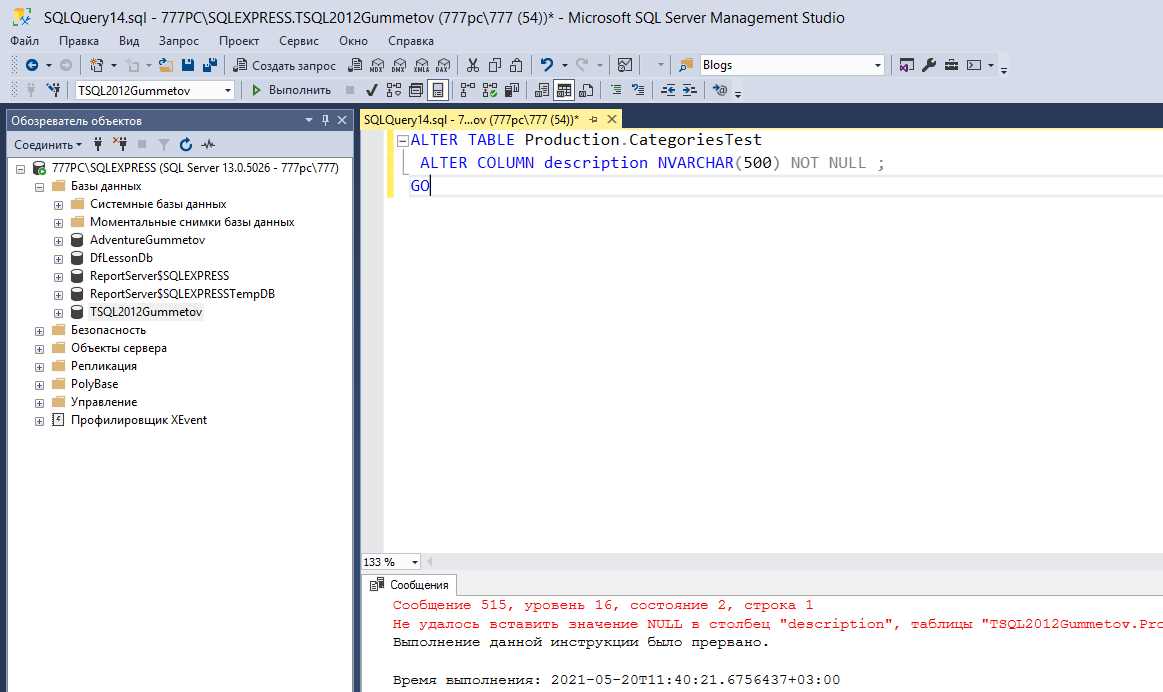 SQLQuery14.sql - 777PC\SQLEXPRESS.TSQL2012Gummetov (777pc\777 (54))* - Microsoft SQL Server Management Studio
Файл Правка Вид Запрос Проект Сервис Окно Справка
Создать запрос MDX DMX XMLA DAX Blogs
TSQL2012Gummetov Выполнить
Обозреватель объектов
SQLQuery14.sql - 7...ov (777pc\777 (54))*
Соединить
777PC\SQLEXPRESS (SQL Server 13.0.5026 - 777pc\777)
Базы данных
Системные базы данных
Моментальные снимки базы данных
AdventureGummetov
DfLessonDb
ReportServer$SQLEXPRESS
ReportServer$SQLEXPRESSTempDB
TSQL2012Gummetov
Безопасность
Объекты сервера
Репликация
PolyBase
Управление
Профилировщик XEvent
ALTER TABLE Production.CategoriesTest
ALTER COLUMN description NVARCHAR(500) NOT NULL ;
GO
133 %
Сообщения
Сообщение 515, уровень 16, состояние 2, строка 1
Не удалось вставить значение NULL в столбец "description", таблицы "TSQL2012Gummetov.Pro
Выполнение данной инструкции было прервано.
Время выполнения: 2021-05-20T11:40:21.6756437+03:00